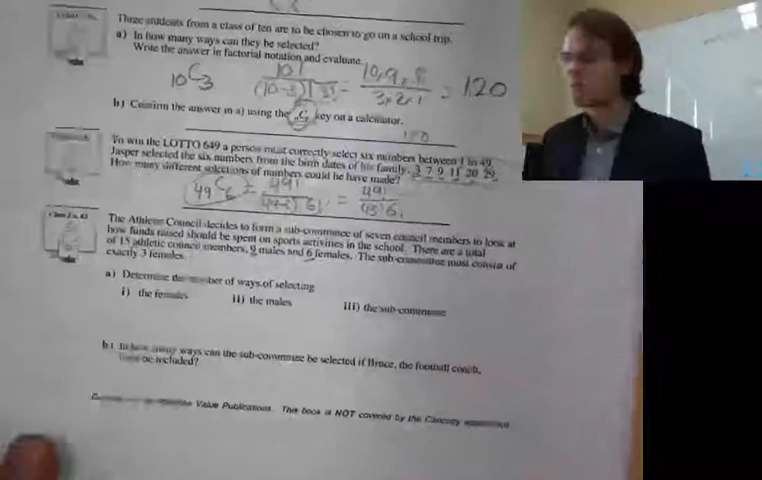 Three students from a class of ten are to be chosen to go on a school trip.
a) In how many ways can they be selected?
Write the answer in factorial notation and evaluate.
10C3 10! / (10-3)! 3! = 10.9.8 / 3.2.1 = 120
b) Confirm the answer in a) using the nCr key on a calculator.
120
To win the LOTTO 649 a person must correctly select six numbers between 1 to 49.
Jasper selected the six numbers from the birth dates of his family, 3 7 9 11 20 29
How many different selections of numbers could he have made?
49C6 = 49! / 6! = 49! / 43! 6!
The Athletic Council decides to form a sub-committee of seven council members to look at
how funds raised should be spent on sports activities in the school. There are a total
of 15 athletic council members, 9 males and 6 females. The sub-committee must consist of
exactly 3 females.
a) Determine the number of ways of selecting
i) the females ii) the males iii) the sub-committee
b) In how many ways can the sub-committee be selected if Bruce, the football coach,
be included?
Value Publications. This book is NOT covered by the Cancopy agreement